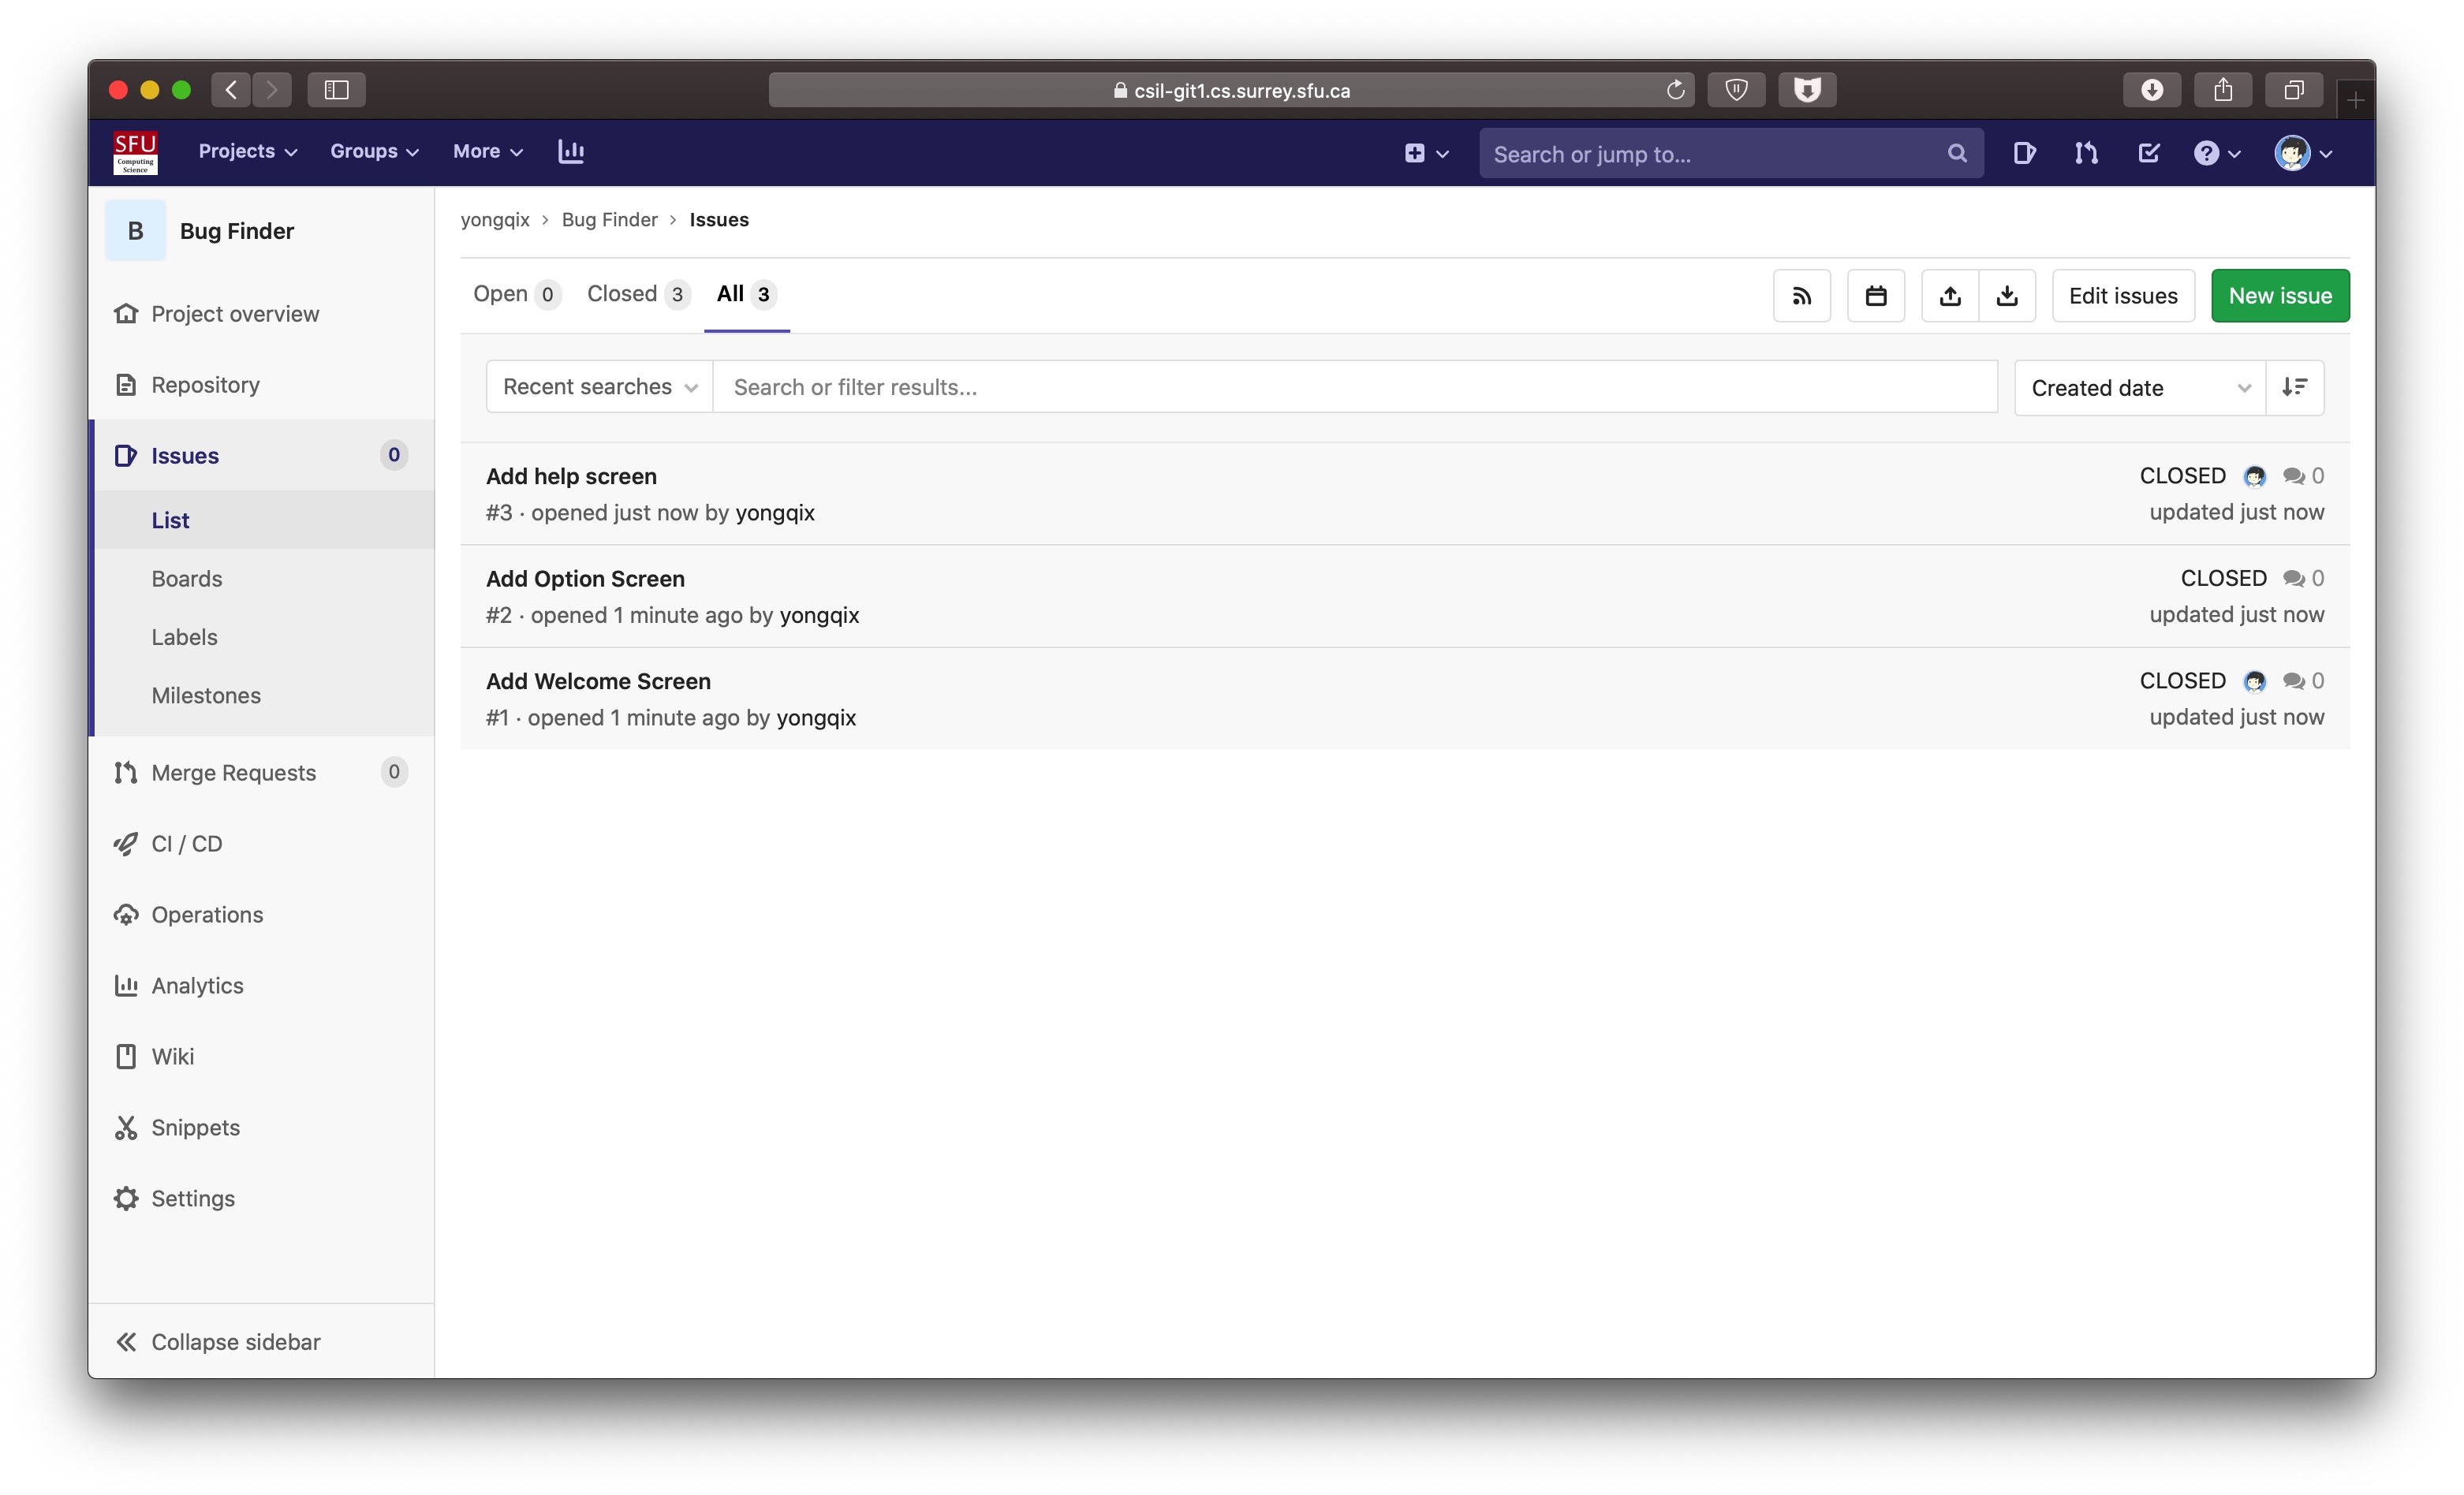 csil-git1.cs.surrey.sfu.ca
SFU
Computing
Science
Projects
Groups
More
Search or jump to...
B
Bug Finder
Project overview
Repository
Issues 0
List
Boards
Labels
Milestones
Merge Requests 0
CI / CD
Operations
Analytics
Wiki
Snippets
Settings
Collapse sidebar
yongqix > Bug Finder > Issues
Open 0 Closed 3 All 3
Edit issues
New issue
Recent searches
Search or filter results...
Created date
Add help screen
CLOSED 0
#3 · opened just now by yongqix
updated just now
Add Option Screen
CLOSED 0
#2 · opened 1 minute ago by yongqix
updated just now
Add Welcome Screen
CLOSED 0
#1 · opened 1 minute ago by yongqix
updated just now